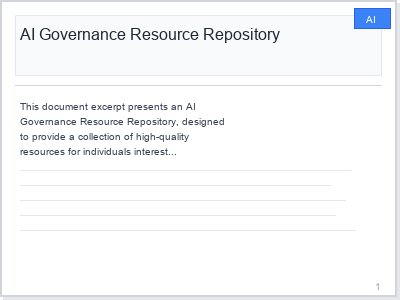 AI
AI Governance Resource Repository
This document excerpt presents an AI
Governance Resource Repository, designed
to provide a collection of high-quality
resources for individuals interest...
1